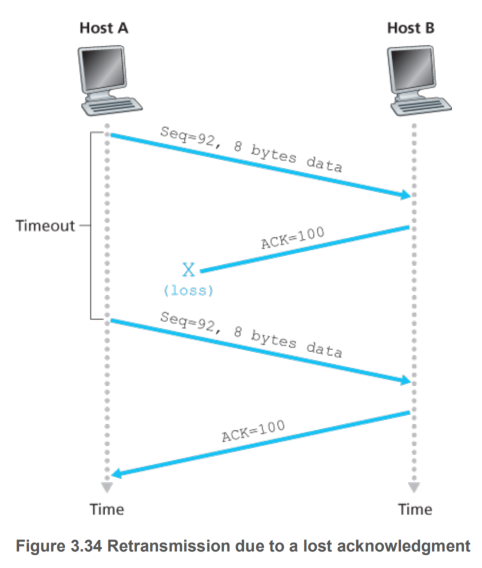 Host A
Host B
Seq=92, 8 bytes data
Timeout
ACK=100
X
(loss)
Seq=92, 8 bytes data
ACK=100
Time
Time
Figure 3.34 Retransmission due to a lost acknowledgment